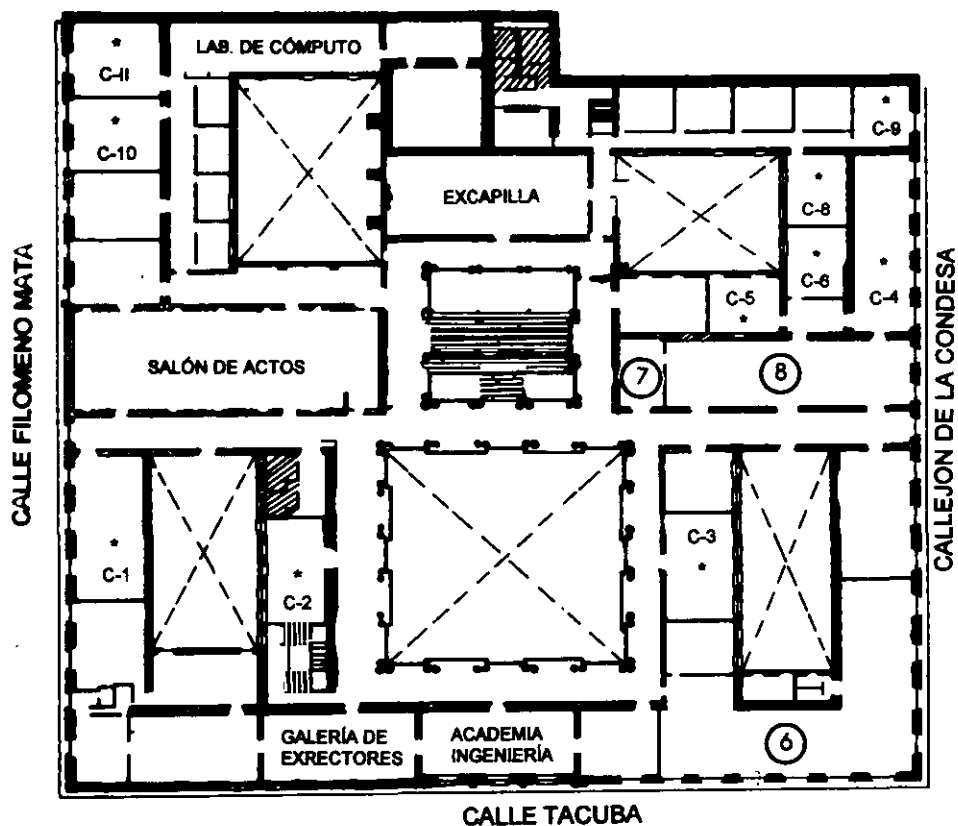 LAB. DE CÓMPUTO
*
C-11
*
C-10
*
C-9
EXCAPILLA
*
C-8
*
C-6
C-5
*
*
C-4
SALÓN DE ACTOS
7
8
CALLE FILOMENO MATA
CALLEJON DE LA CONDESA
*
C-1
*
C-2
C-3
*
GALERÍA DE
EXRECTORES
ACADEMIA
INGENIERÍA
6
CALLE TACUBA